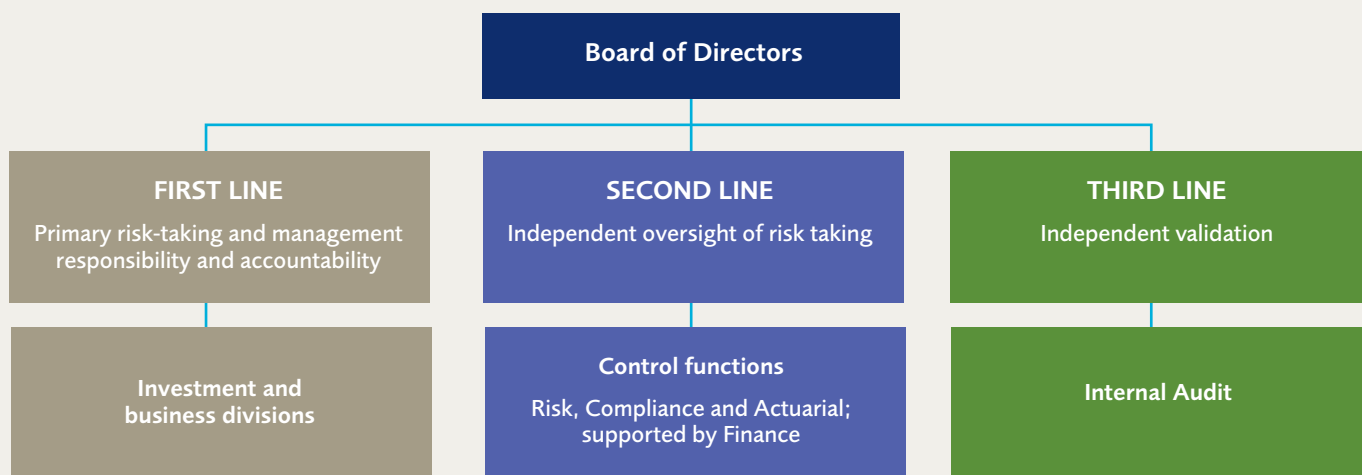 Board of Directors
FIRST LINE
Primary risk-taking and management
responsibility and accountability
SECOND LINE
Independent oversight of risk taking
THIRD LINE
Independent validation
Investment and
business divisions
Control functions
Risk, Compliance and Actuarial;
supported by Finance
Internal Audit